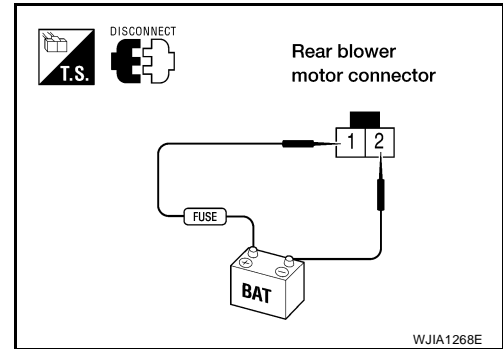 DISCONNECT
T.S.
Rear blower
motor connector
1 2
FUSE
+ −
BAT
WJIA1268E